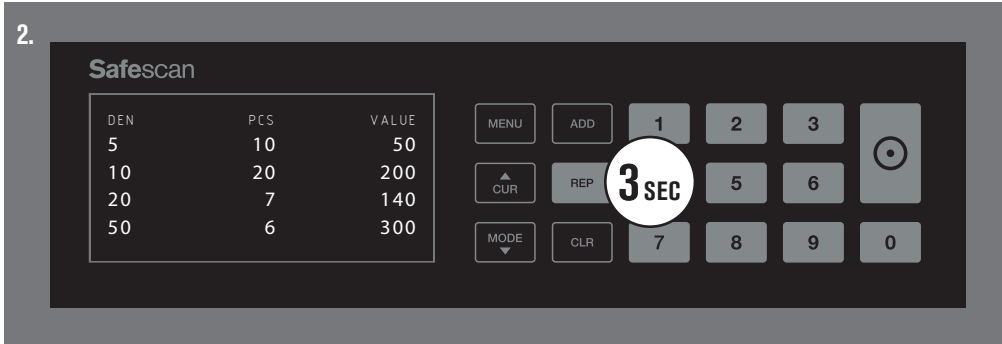 2.
Safescan
DEN PCS VALUE
5 10 50
10 20 200
20 7 140
50 6 300
MENU ADD 1 2 3
CUR REP 3 SEC 5 6
MODE CLR 7 8 9 0